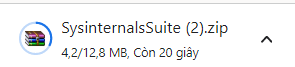 SysinternalsSuite (2).zip
4,2/12,8 MB, Còn 20 giây